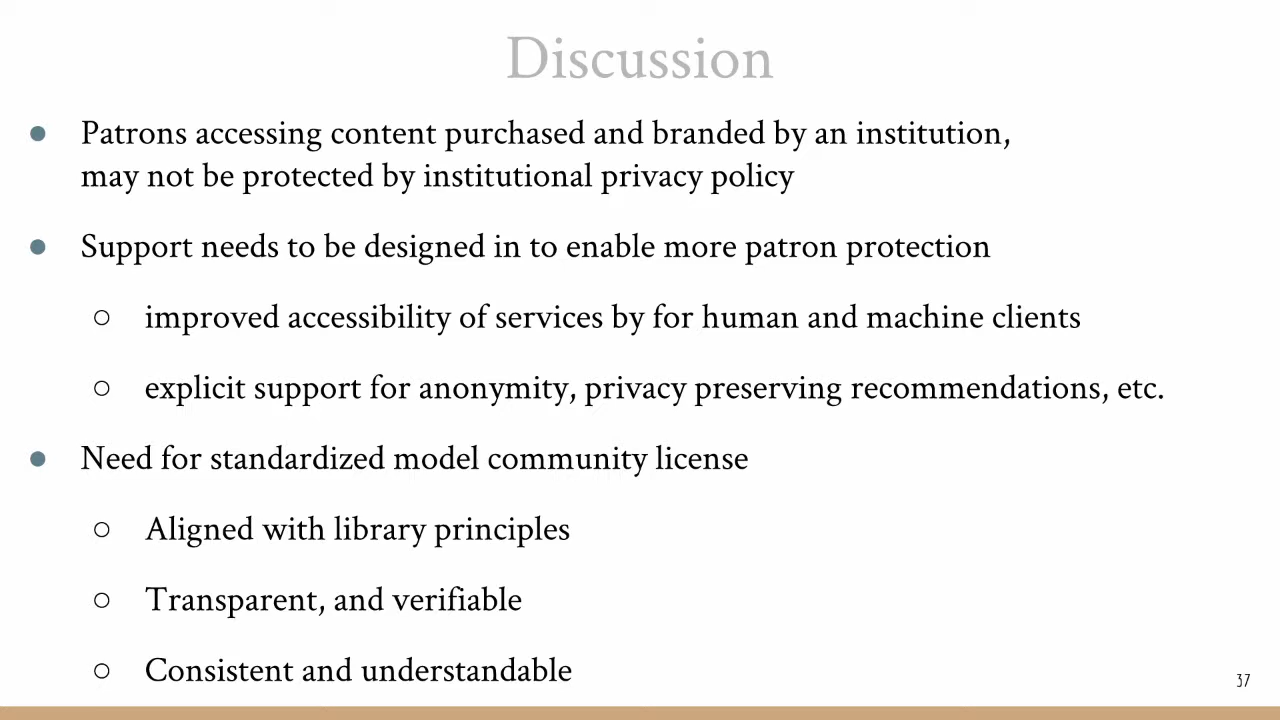 Discussion
● Patrons accessing content purchased and branded by an institution,
may not be protected by institutional privacy policy
● Support needs to be designed in to enable more patron protection
○ improved accessibility of services by for human and machine clients
○ explicit support for anonymity, privacy preserving recommendations, etc.
● Need for standardized model community license
○ Aligned with library principles
○ Transparent, and verifiable
○ Consistent and understandable
37